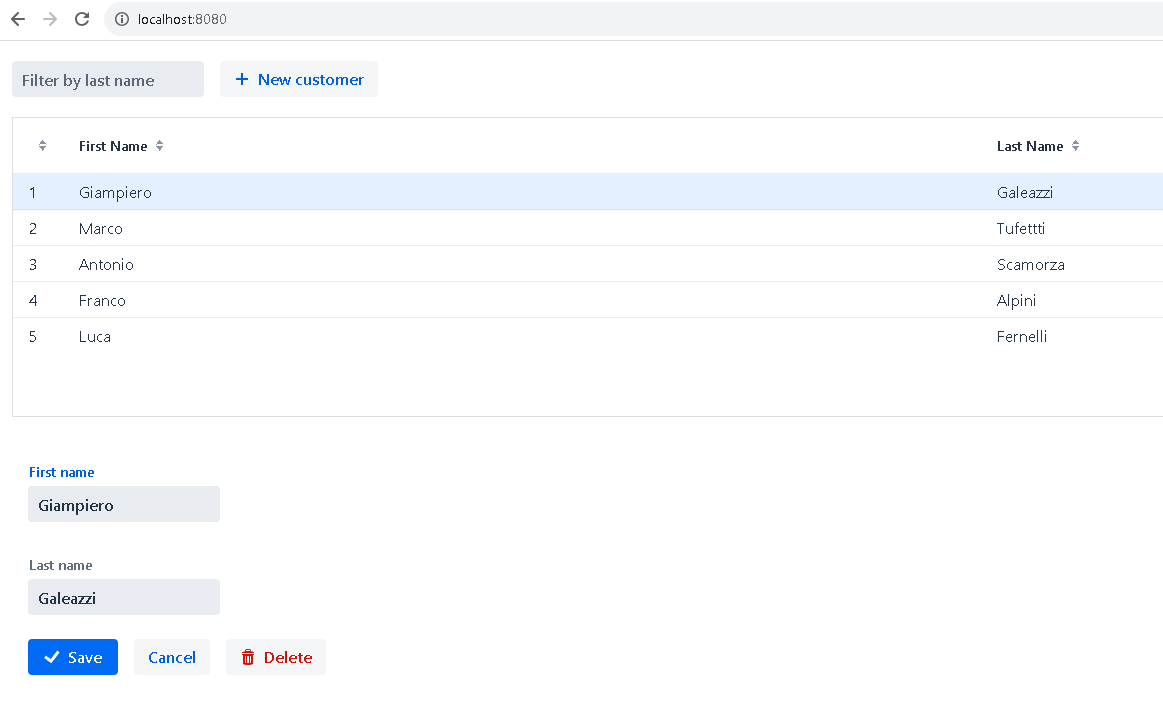 localhost:8080
Filter by last name + New customer
First Name Last Name
1 Giampiero Galeazzi
2 Marco Tufettti
3 Antonio Scamorza
4 Franco Alpini
5 Luca Fernelli
First name
Giampiero
Last name
Galeazzi
Save Cancel Delete